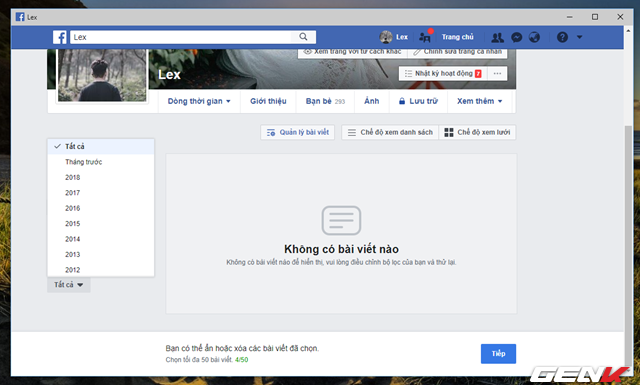 Lex
Lex
Lex
Trang chủ
Xem trang với tư cách khác
Chỉnh sửa trang cá nhân
Lex
Nhật ký hoạt động 7
Dòng thời gian
Giới thiệu
Bạn bè 293
Ảnh
Lưu trữ
Xem thêm
Quản lý bài viết
Chế độ xem danh sách
Chế độ xem lưới
Tất cả
Tháng trước
2018
2017
2016
2015
2014
2013
2012
Tất cả
Không có bài viết nào
Không có bài viết nào để hiển thị, vui lòng điều chỉnh bộ lọc của bạn và thử lại.
Bạn có thể ẩn hoặc xóa các bài viết đã chọn.
Chọn tối đa 50 bài viết. 4/50
Tiếp
GENK